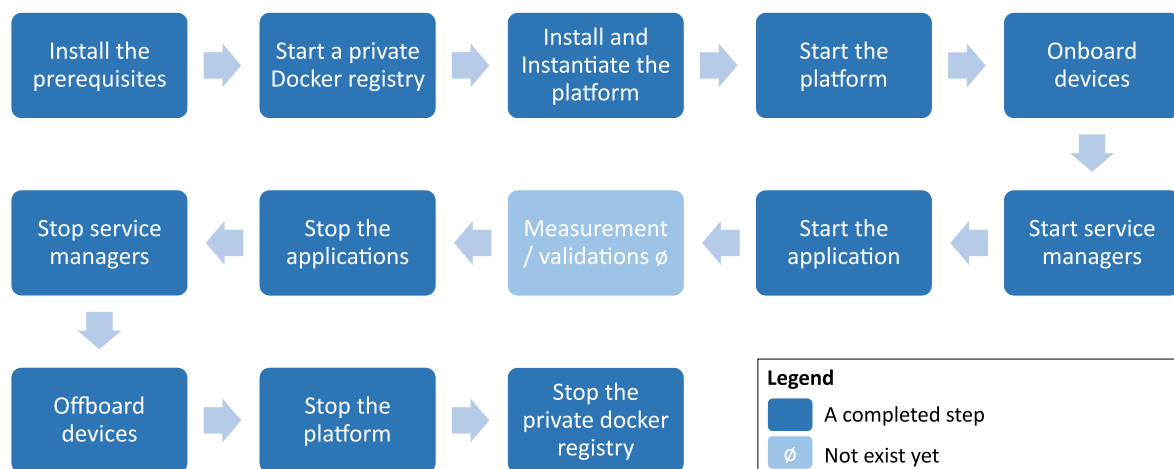 Install the
prerequisites
Start a private
Docker registry
Install and
Instantiate the
platform
Start the
platform
Onboard
devices
Start service
managers
Start the
application
Measurement
/ validations ø
Stop the
applications
Stop service
managers
Offboard
devices
Stop the
platform
Stop the
private docker
registry
Legend
A completed step
ø Not exist yet